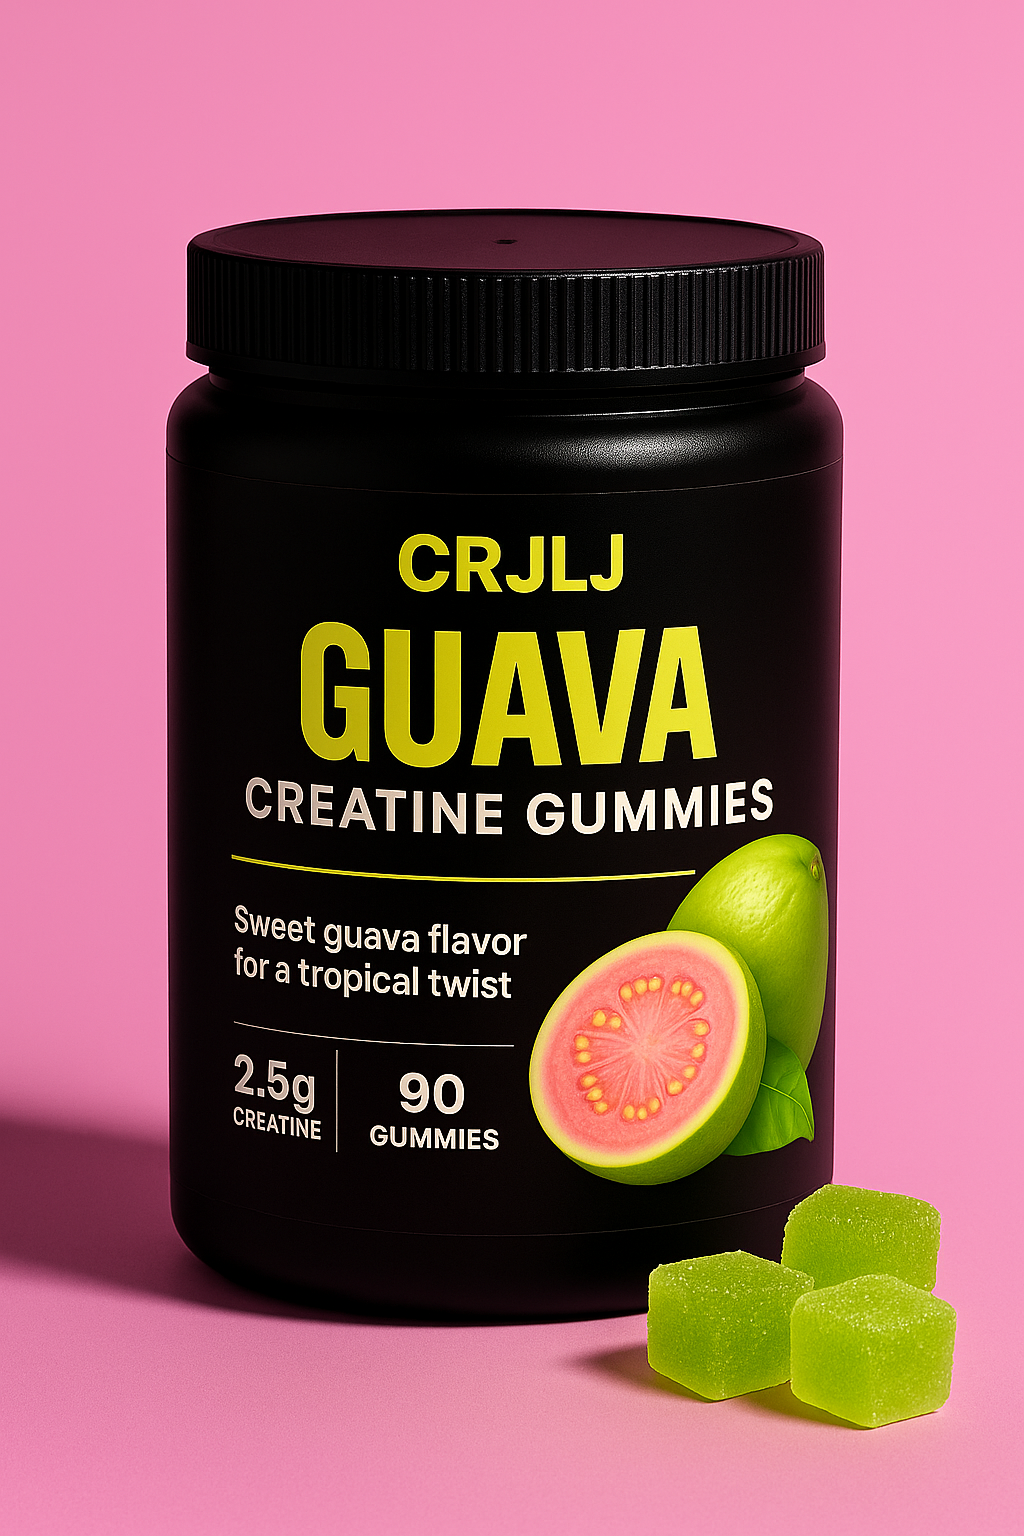 CRJLJ
GUAVA
CREATINE GUMMIES
Sweet guava flavor
for a tropical twist
2.5g
CREATINE
90
GUMMIES